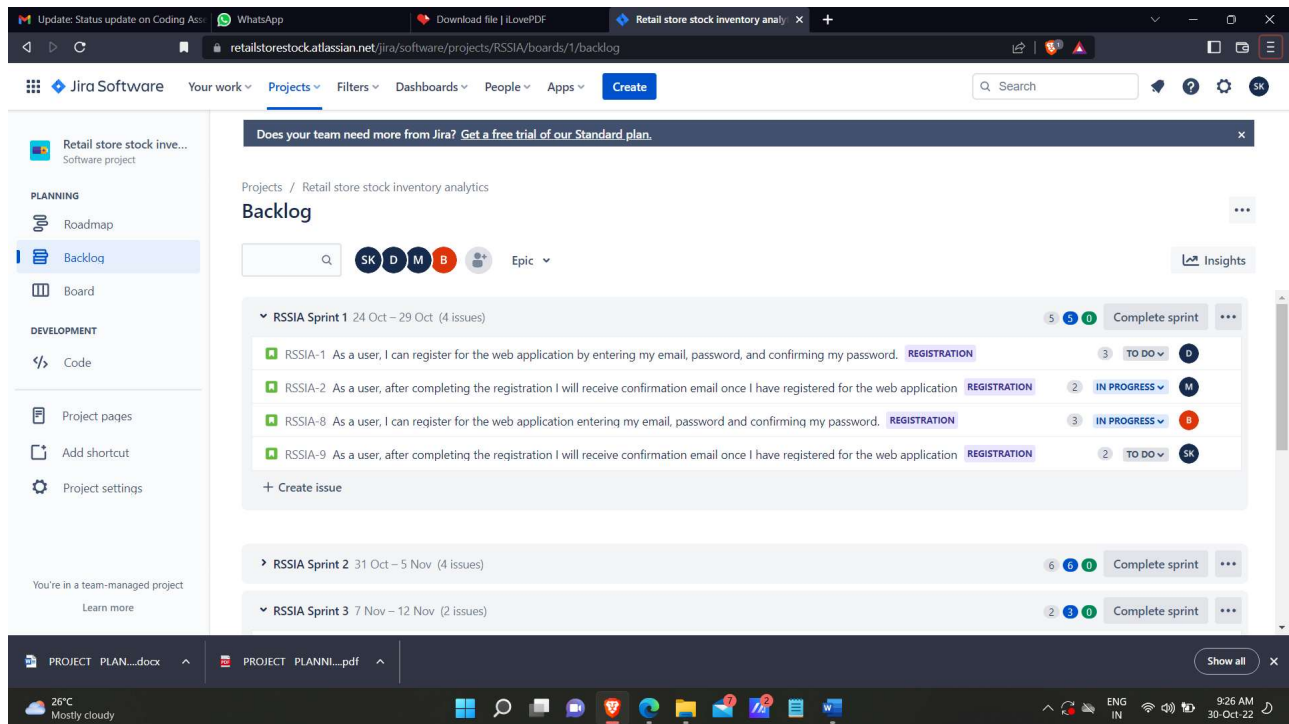 Update: Status update on Coding Asse
WhatsApp
Download file | iLovePDF
Retail store stock inventory analy
retailstorestock.atlassian.net/jira/software/projects/RSSIA/boards/1/backlog
Jira Software Your work Projects Filters Dashboards People Apps Create Search SK
Does your team need more from Jira? Get a free trial of our Standard plan.
Retail store stock inve...
Software project
PLANNING
Roadmap
Backlog
Board
DEVELOPMENT
Code
Project pages
Add shortcut
Project settings
You're in a team-managed project
Learn more
Projects / Retail store stock inventory analytics
Backlog
SK D M B Epic Insights
RSSIA Sprint 1 24 Oct – 29 Oct (4 issues) 5 5 0 Complete sprint
RSSIA-1 As a user, I can register for the web application by entering my email, password, and confirming my password. REGISTRATION 3 TO DO D
RSSIA-2 As a user, after completing the registration I will receive confirmation email once I have registered for the web application REGISTRATION 2 IN PROGRESS M
RSSIA-8 As a user, I can register for the web application entering my email, password and confirming my password. REGISTRATION 3 IN PROGRESS B
RSSIA-9 As a user, after completing the registration I will receive confirmation email once I have registered for the web application REGISTRATION 2 TO DO SK
+ Create issue
RSSIA Sprint 2 31 Oct – 5 Nov (4 issues) 6 6 0 Complete sprint
RSSIA Sprint 3 7 Nov – 12 Nov (2 issues) 2 3 0 Complete sprint
PROJECT PLAN....docx
PROJECT PLANNI....pdf
Show all
26°C
Mostly cloudy
7
2
ENG
IN
9:26 AM
30-Oct-22